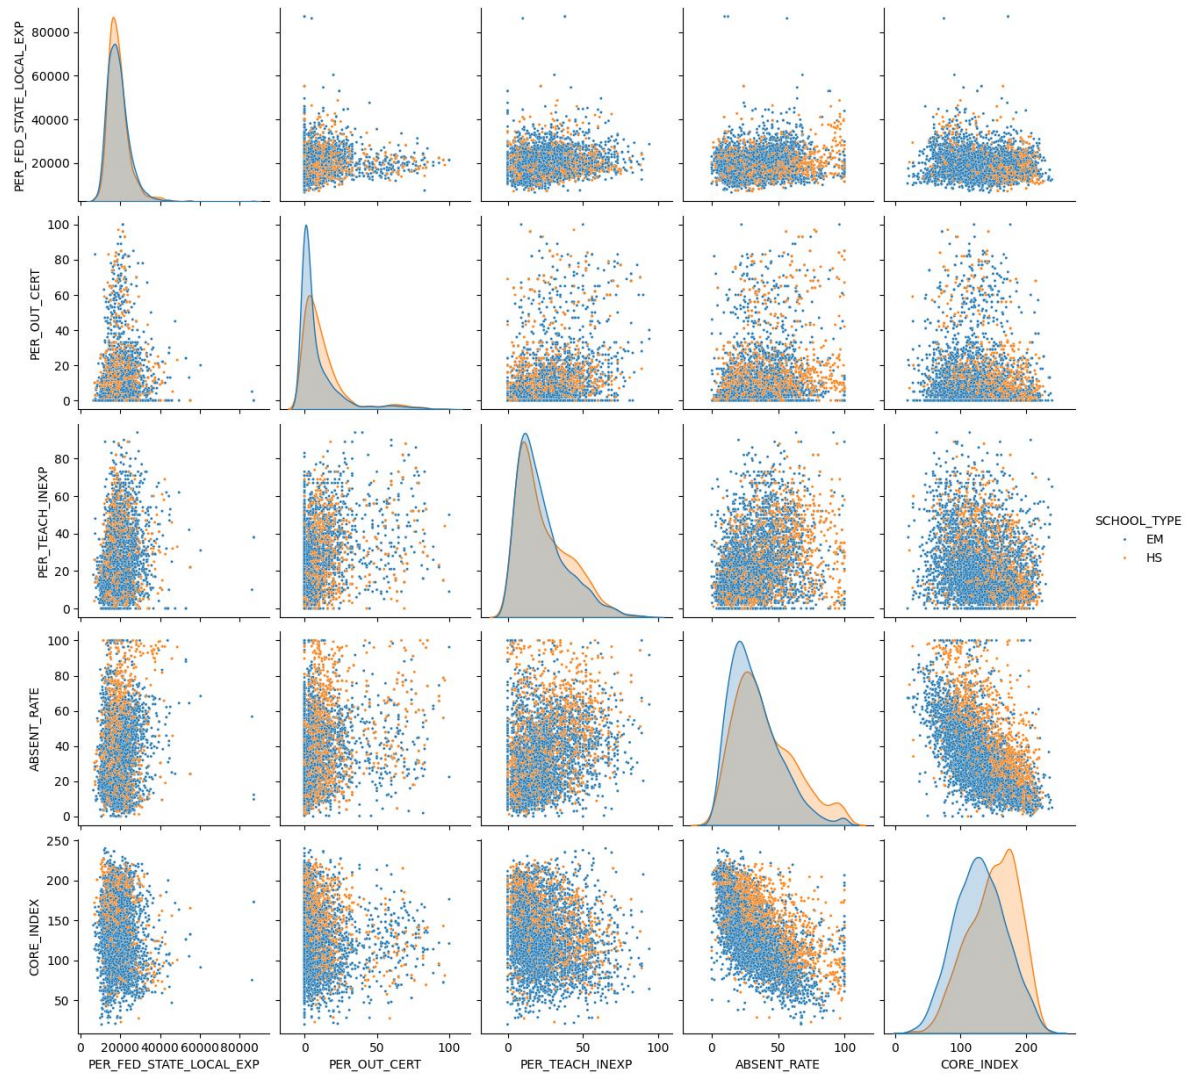 PER_FED_STATE_LOCAL_EXP
80000
60000
40000
20000
PER_OUT_CERT
100
80
60
40
20
0
PER_TEACH_INEXP
80
60
40
20
0
SCHOOL_TYPE
EM
HS
ABSENT_RATE
100
80
60
40
20
0
CORE_INDEX
250
200
150
100
50
0 20000 40000 60000 80000
0 50 100
0 50 100
0 50 100
0 100 200
PER_FED_STATE_LOCAL_EXP
PER_OUT_CERT
PER_TEACH_INEXP
ABSENT_RATE
CORE_INDEX